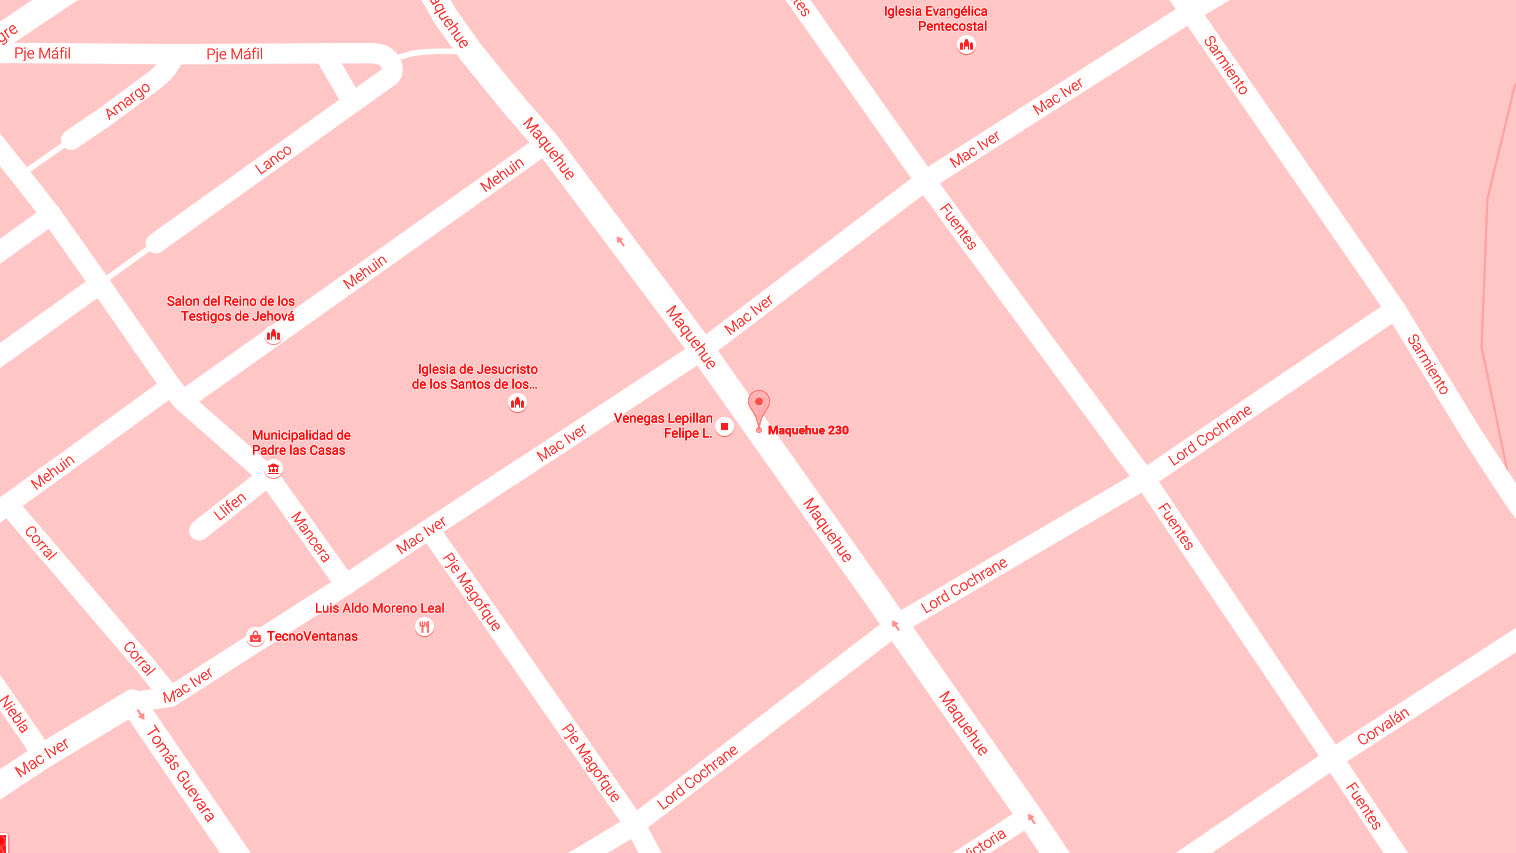 Iglesia Evangélica
Pentecostal
Maquehue
Pje Máfil
Pje Máfil
Sarmiento
Amargo
Mac Iver
Mac Iver
Lanco
Maquehue
Mehuin
Fuentes
Mehuin
Salon del Reino de los
Testigos de Jehová
Maquehue
Mac Iver
Iglesia de Jesucristo
de los Santos de los...
Sarmiento
Venegas Lepillan
Felipe L.
Maquehue 230
Mac Iver
Lord Cochrane
Municipalidad de
Padre las Casas
Mehuin
Llifen
Mancera
Mac Iver
Maquehue
Fuentes
Corral
Pje Magofque
Lord Cochrane
Luis Aldo Moreno Leal
TecnoVentanas
Corral
Mac Iver
Niebla
Mac Iver
Tomás Guevara
Pje Magofque
Lord Cochrane
Maquehue
Corvalán
Fuentes